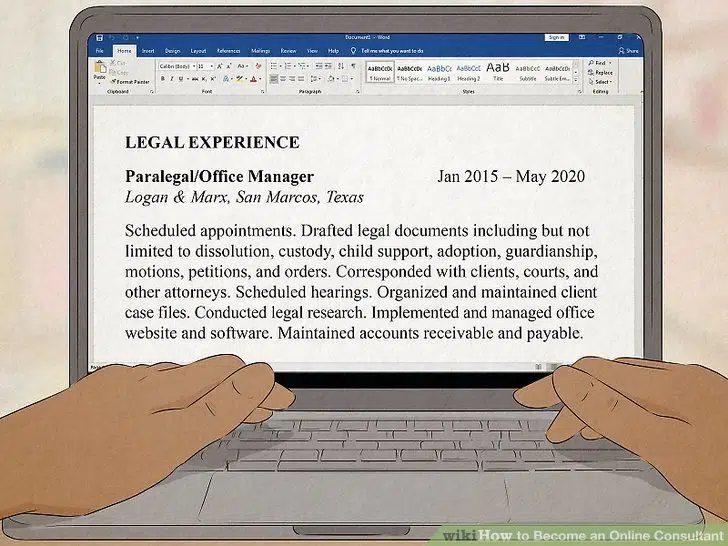 Document1 - Word
Sign in
File Home Insert Design Layout References Mailings Review View Help Tell me what you want to do Share
Paste
Cut
Copy
Format Painter
Clipboard
Calibri (Body) 11
Font
Paragraph
AaBbCcDc AaBbCcDc AaBbCc AaBbCcC AaB AaBbCcD AaBbCcDc
¶ Normal ¶ No Spac... Heading 1 Heading 2 Title Subtitle Subtle Em...
Styles
Find
Replace
Select
Editing
LEGAL EXPERIENCE
Paralegal/Office Manager Jan 2015 – May 2020
Logan & Marx, San Marcos, Texas
Scheduled appointments. Drafted legal documents including but not
limited to dissolution, custody, child support, adoption, guardianship,
motions, petitions, and orders. Corresponded with clients, courts, and
other attorneys. Scheduled hearings. Organized and maintained client
case files. Conducted legal research. Implemented and managed office
website and software. Maintained accounts receivable and payable.
wikiHow to Become an Online Consultant